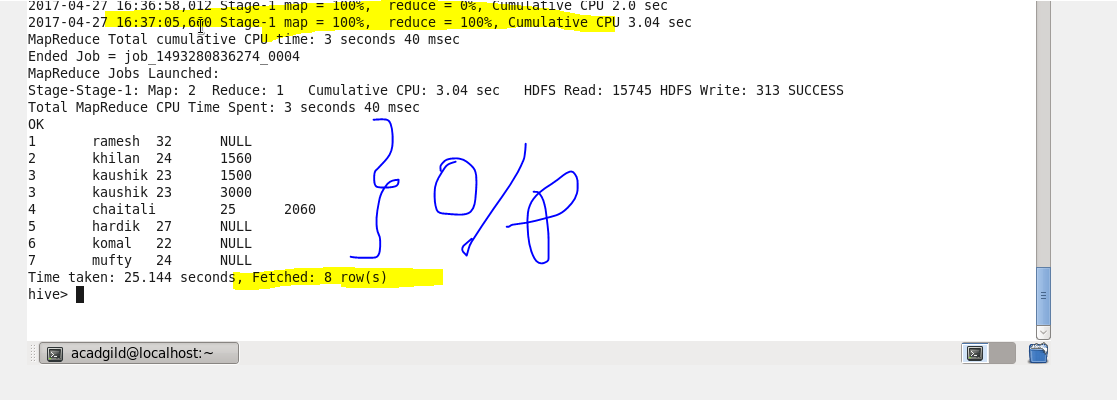 2017-04-27 16:36:58,012 Stage-1 map = 100%,  reduce = 0%, Cumulative CPU 2.0 sec
2017-04-27 16:37:05,660 Stage-1 map = 100%,  reduce = 100%, Cumulative CPU 3.04 sec
MapReduce Total cumulative CPU time: 3 seconds 40 msec
Ended Job = job_1493280836274_0004
MapReduce Jobs Launched:
Stage-Stage-1: Map: 2  Reduce: 1   Cumulative CPU: 3.04 sec   HDFS Read: 15745 HDFS Write: 313 SUCCESS
Total MapReduce CPU Time Spent: 3 seconds 40 msec
OK
1       ramesh  32      NULL
2       khilan  24      1560
3       kaushik 23      1500
3       kaushik 23      3000
4       chaitali        25      2060
5       hardik  27      NULL
6       komal   22      NULL
7       mufty   24      NULL
O/P
Time taken: 25.144 seconds, Fetched: 8 row(s)
hive>
acadgild@localhost:~